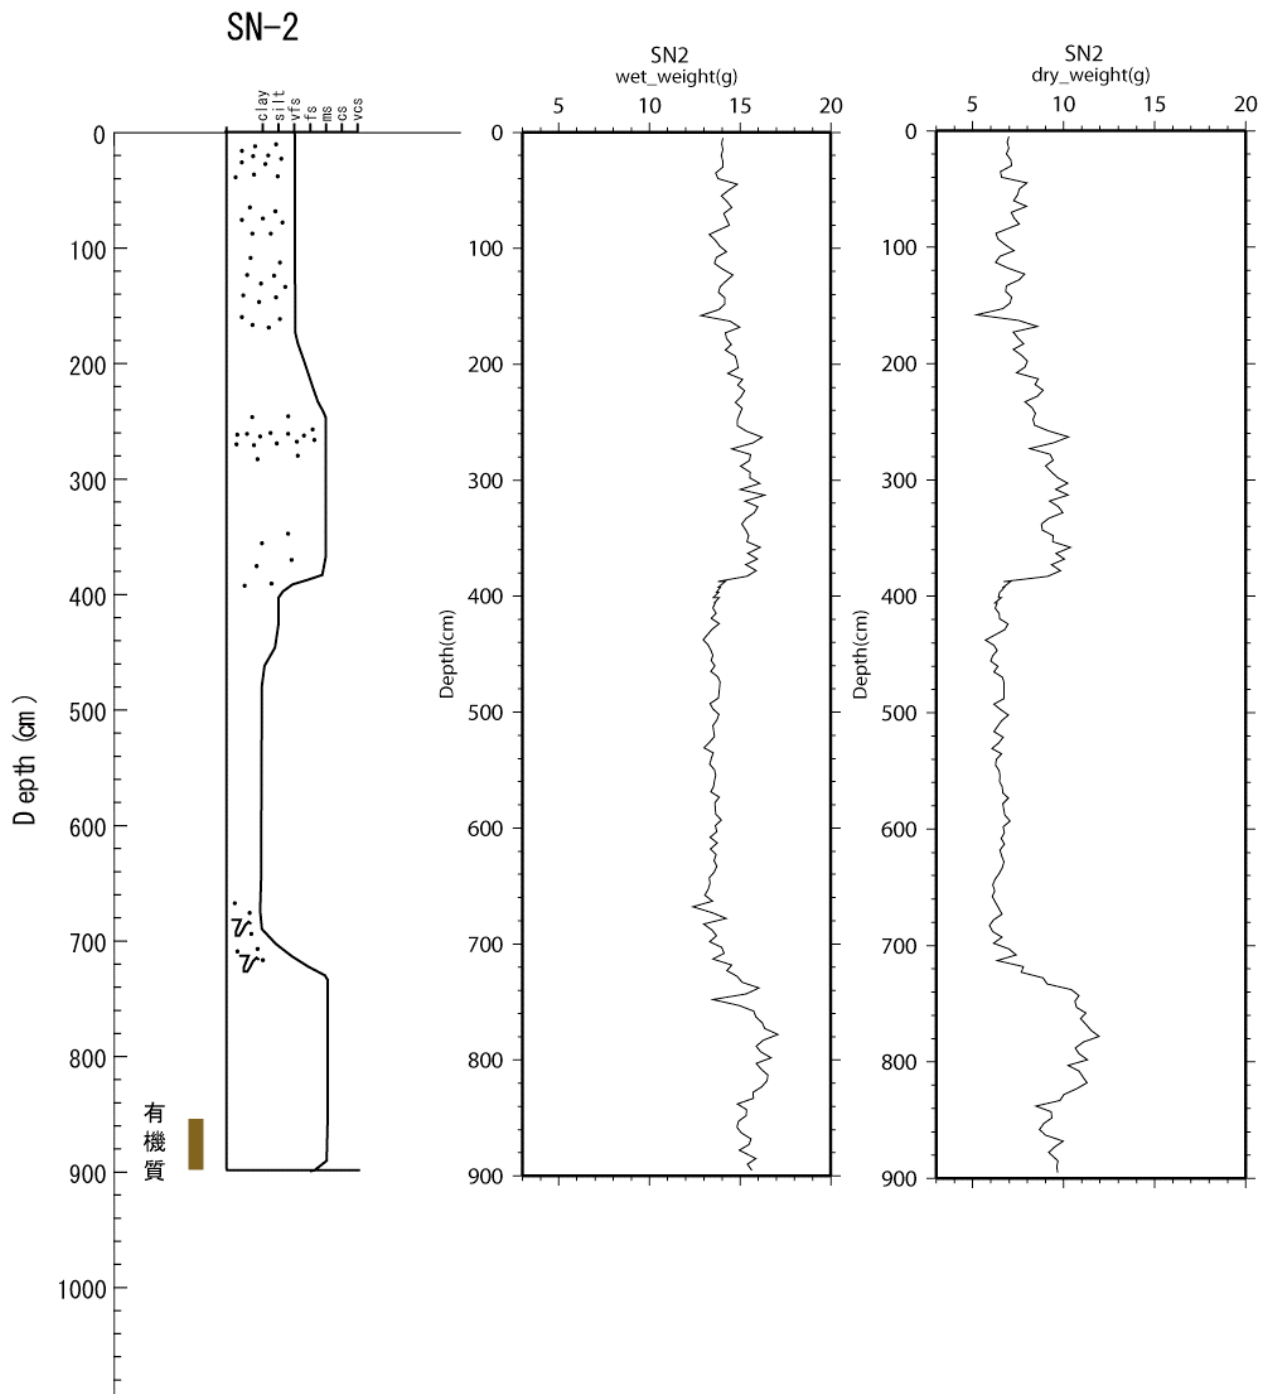 SN-2
clay
silt
vfs
fs
ms
cs
vcs
0
100
200
300
400
500
600
700
800
900
1000
Depth (cm)
有
機
質
SN2
wet_weight(g)
5 10 15 20
0
100
200
300
400
500
600
700
800
900
Depth(cm)
SN2
dry_weight(g)
5 10 15 20
0
100
200
300
400
500
600
700
800
900
Depth(cm)